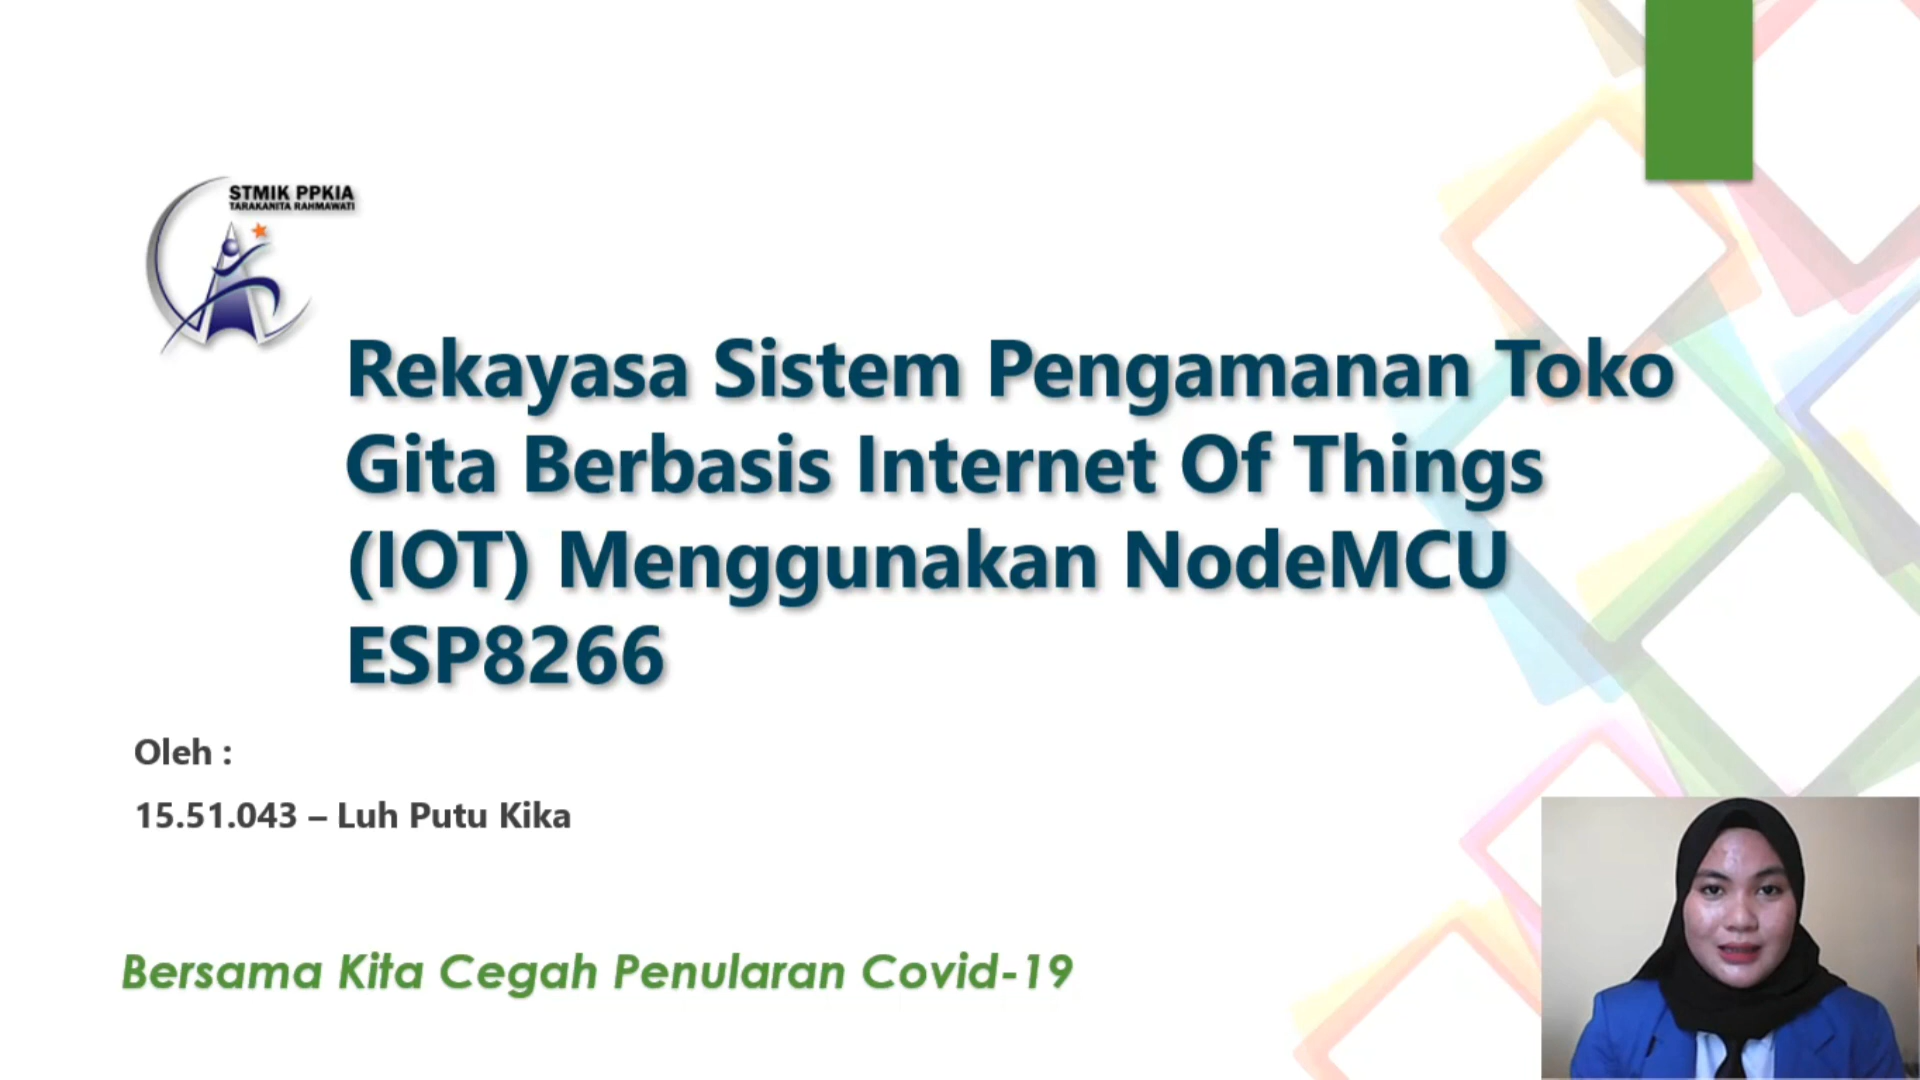 STMIK PPKIA
TARAKANITA RAHMAWATI
Rekayasa Sistem Pengamanan Toko
Gita Berbasis Internet Of Things
(IOT) Menggunakan NodeMCU
ESP8266
Oleh :
15.51.043 – Luh Putu Kika
Bersama Kita Cegah Penularan Covid-19